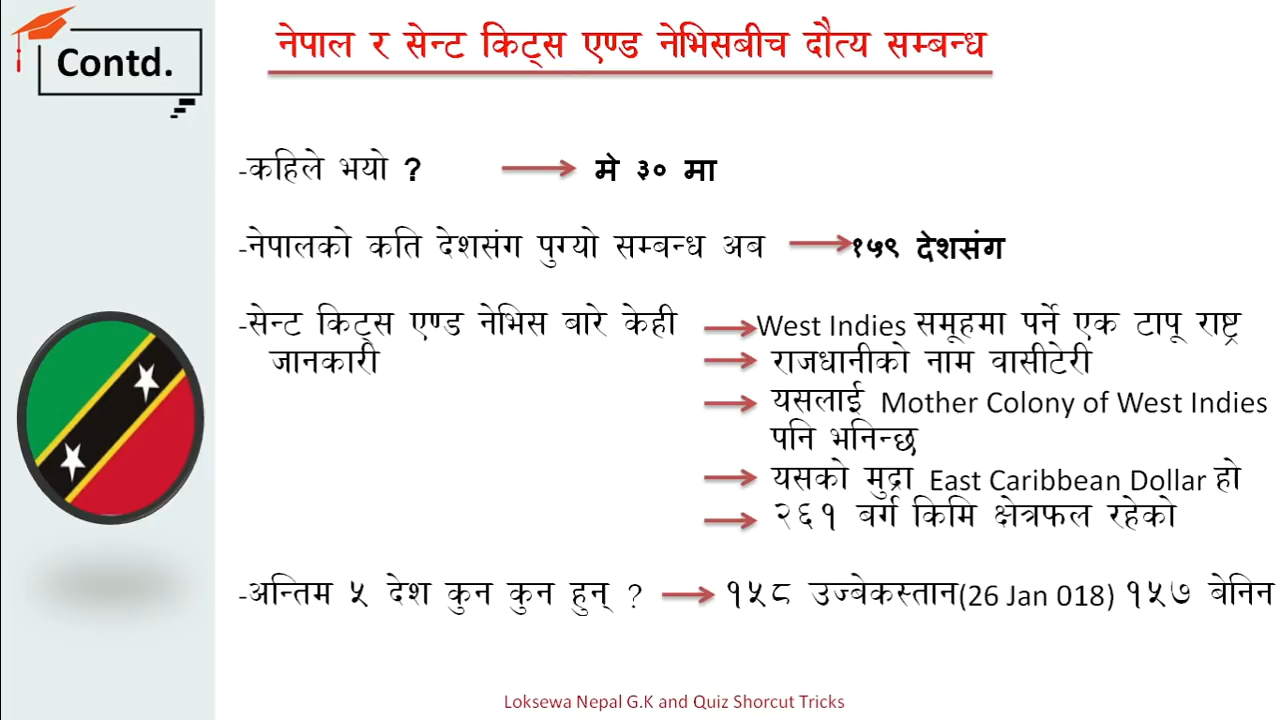 Contd.
नेपाल र सेन्ट किट्स एण्ड नेभिसबीच दौत्य सम्बन्ध
-कहिले भयो ? मे ३० मा
-नेपालको कति देशसंग पुग्यो सम्बन्ध अब १५९ देशसंग
-सेन्ट किट्स एण्ड नेभिस बारे केही जानकारी
West Indies समूहमा पर्ने एक टापू राष्ट्र
राजधानीको नाम वासीटेरी
यसलाई Mother Colony of West Indies
पनि भनिन्छ
यसको मुद्रा East Caribbean Dollar हो
२६१ बर्ग किमि क्षेत्रफल रहेको
-अन्तिम ५ देश कुन कुन हुन् ? १५८ उज्बेकस्तान(26 Jan 018) १५७ बेनिन
Loksewa Nepal G.K and Quiz Shorcut Tricks